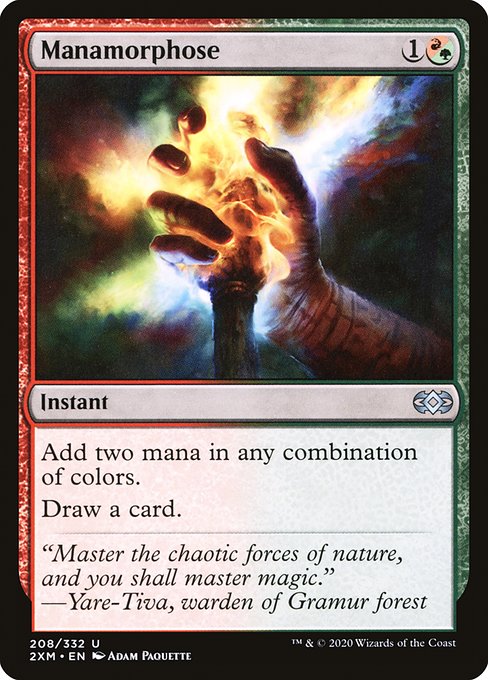 Manamorphose 1
Instant
Add two mana in any combination
of colors.
Draw a card.
“Master the chaotic forces of nature,
and you shall master magic.”
—Yare-Tiva, warden of Gramur forest
208/332 U
™ & © 2020 Wizards of the Coast
2XM • EN Adam Paquette